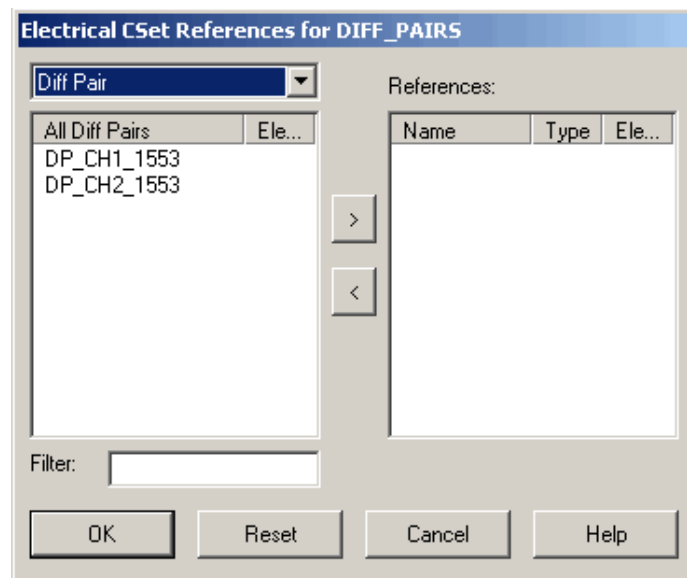 Electrical CSet References for DIFF_PAIRS
Diff Pair
References:
All Diff Pairs Ele...
DP_CH1_1553
DP_CH2_1553
Name Type Ele...
>
<
Filter:
OK Reset Cancel Help